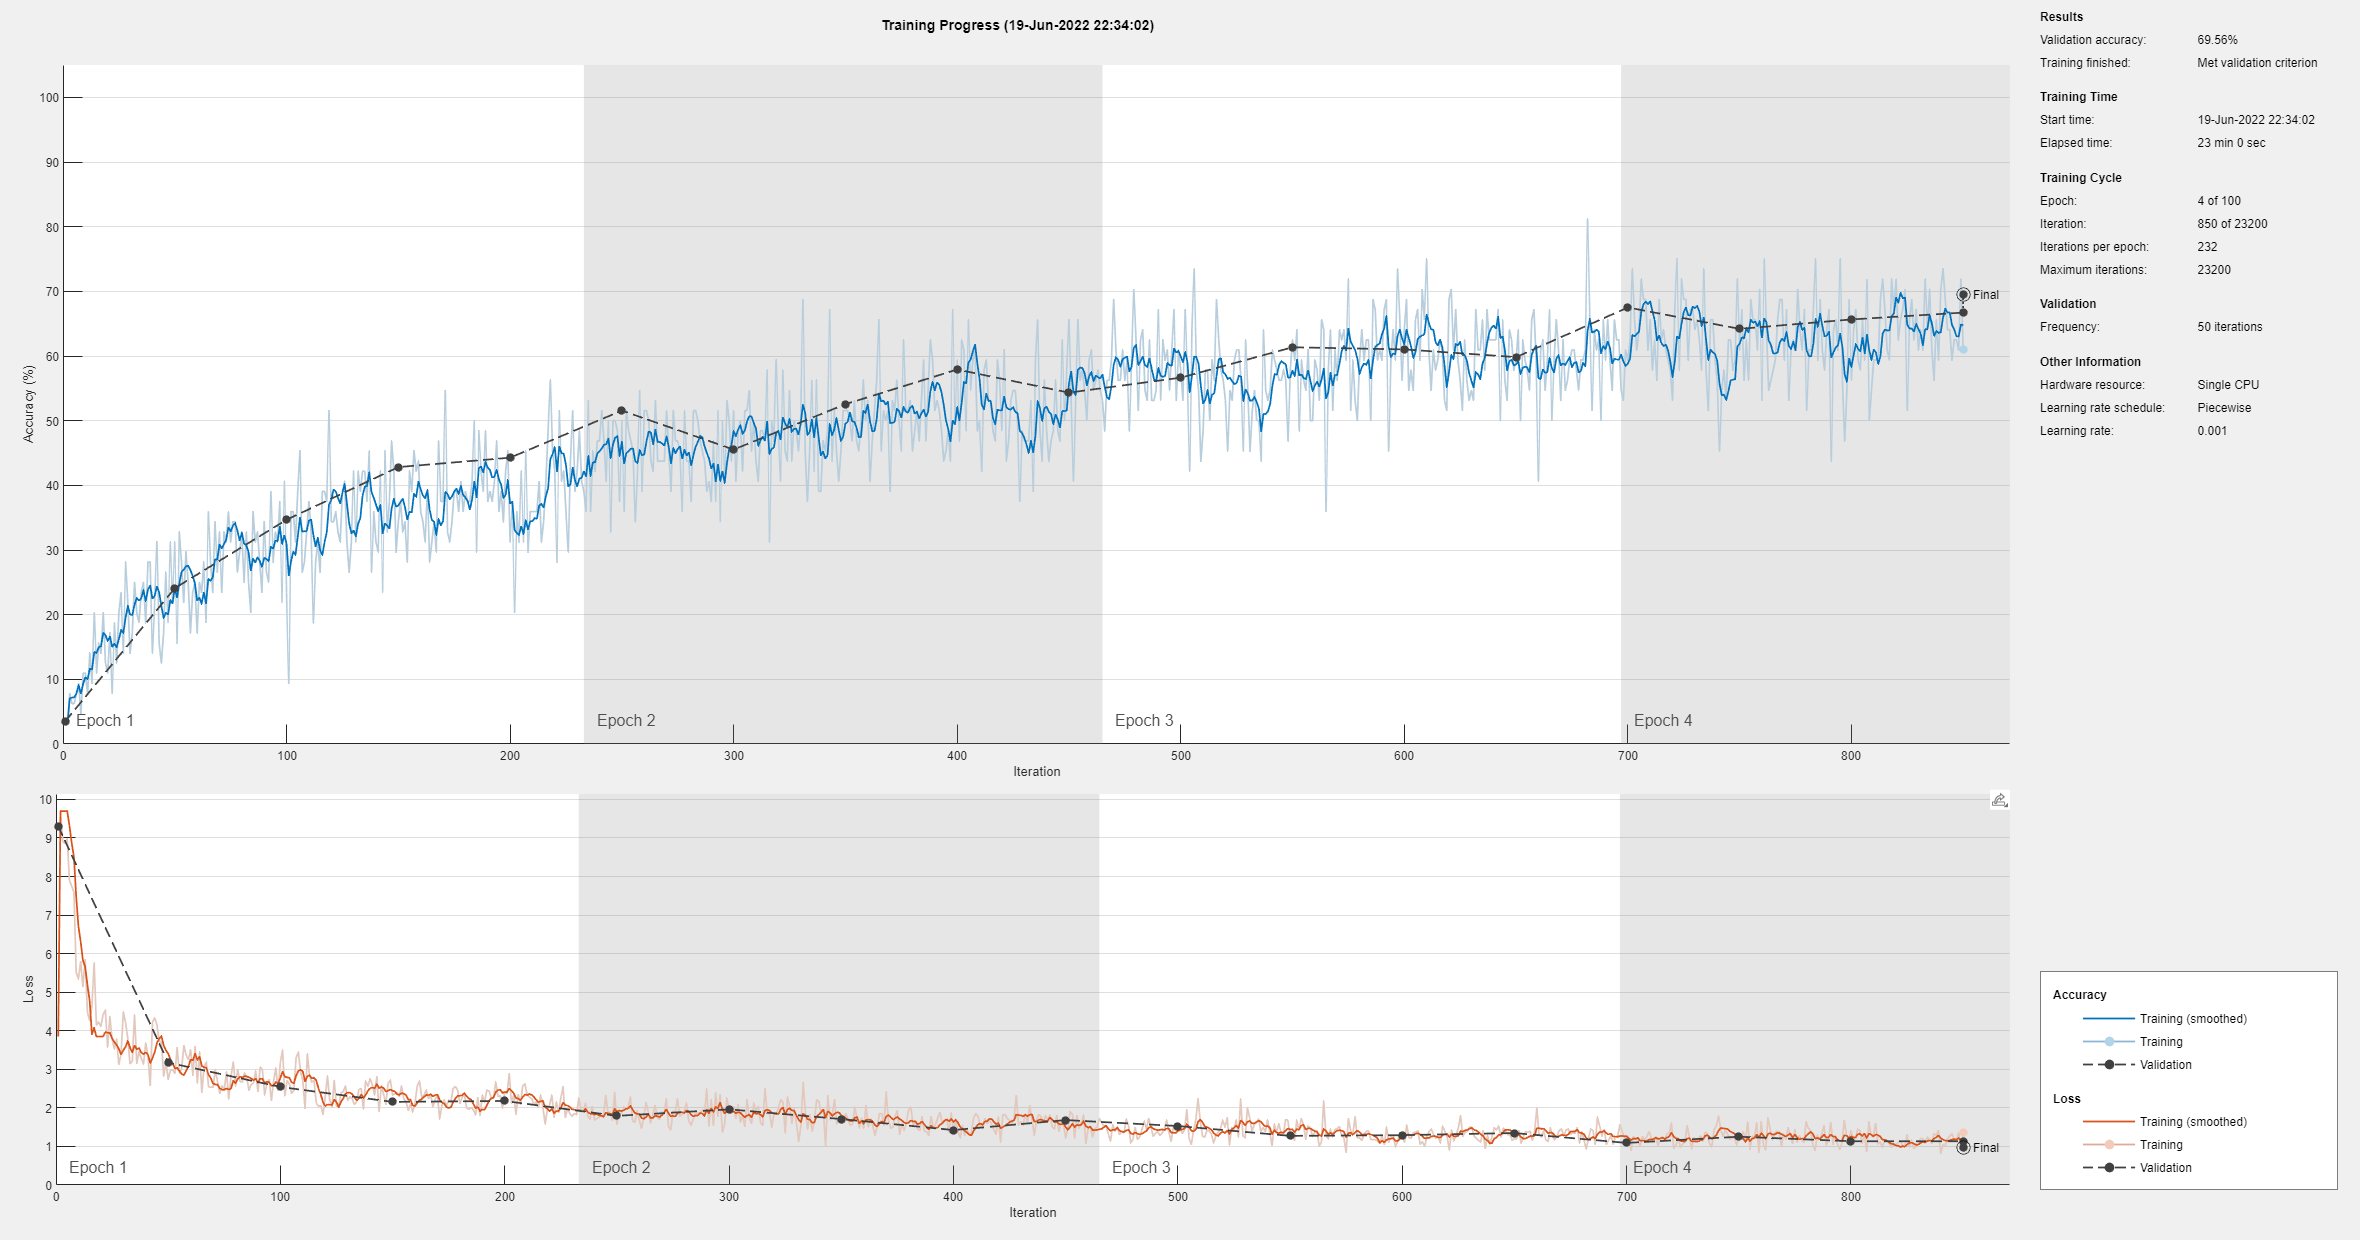 Training Progress (19-Jun-2022 22:34:02)
100
90
80
70
60
50
40
30
20
10
0
Accuracy (%)
Final
Epoch 1
Epoch 2
Epoch 3
Epoch 4
0
100
200
300
400
500
600
700
800
Iteration
10
9
8
7
6
5
4
3
2
1
0
Loss
Final
Epoch 1
Epoch 2
Epoch 3
Epoch 4
0
100
200
300
400
500
600
700
800
Iteration
Results
Validation accuracy: 69.56%
Training finished: Met validation criterion
Training Time
Start time: 19-Jun-2022 22:34:02
Elapsed time: 23 min 0 sec
Training Cycle
Epoch: 4 of 100
Iteration: 850 of 23200
Iterations per epoch: 232
Maximum iterations: 23200
Validation
Frequency: 50 iterations
Other Information
Hardware resource: Single CPU
Learning rate schedule: Piecewise
Learning rate: 0.001
Accuracy
Training (smoothed)
Training
Validation
Loss
Training (smoothed)
Training
Validation